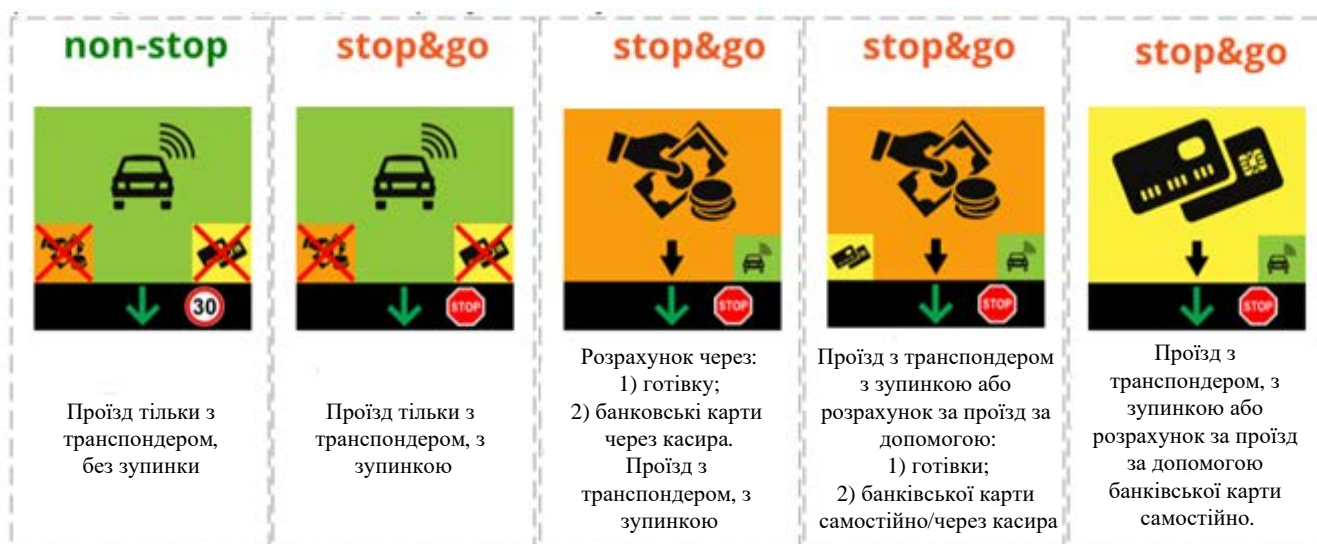 non-stop
30
Проїзд тільки з
транспондером,
без зупинки
stop&go
STOP
Проїзд тільки з
транспондером, з
зупинкою
stop&go
STOP
Розрахунок через:
1) готівку;
2) банковські карти
через касира.
Проїзд з
транспондером, з
зупинкою
stop&go
STOP
Проїзд з транспондером
з зупинкою або
розрахунок за проїзд за
допомогою:
1) готівки;
2) банківської карти
самостійно/через касира
stop&go
STOP
Проїзд з
транспондером, з
зупинкою або
розрахунок за проїзд
за допомогою
банківської карти
самостійно.